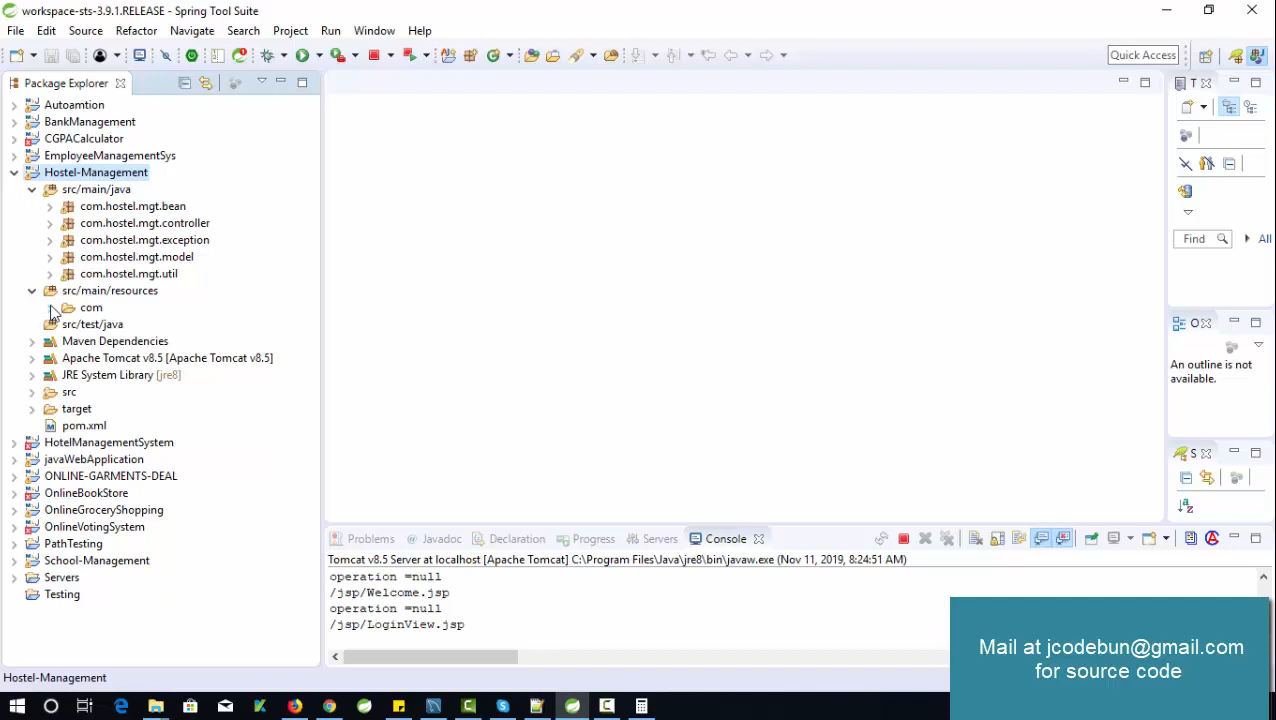 workspace-sts-3.9.1.RELEASE - Spring Tool Suite
File Edit Source Refactor Navigate Search Project Run Window Help
Quick Access
Package Explorer
Autoamtion
BankManagement
CGPACalculator
EmployeeManagementSys
Hostel-Management
src/main/java
com.hostel.mgt.bean
com.hostel.mgt.controller
com.hostel.mgt.exception
com.hostel.mgt.model
com.hostel.mgt.util
src/main/resources
com
src/test/java
Maven Dependencies
Apache Tomcat v8.5 [Apache Tomcat v8.5]
JRE System Library [jre8]
src
target
pom.xml
HotelManagementSystem
javaWebApplication
ONLINE-GARMENTS-DEAL
OnlineBookStore
OnlineGroceryShopping
OnlineVotingSystem
PathTesting
School-Management
Servers
Testing
T
Find All
O
An outline is not
available.
S
Problems Javadoc Declaration Progress Servers Console
Tomcat v8.5 Server at localhost [Apache Tomcat] C:\Program Files\Java\jre8\bin\javaw.exe (Nov 11, 2019, 8:24:51 AM)
operation =null
/jsp/Welcome.jsp
operation =null
/jsp/LoginView.jsp
Mail at jcodebun@gmail.com
for source code
Hostel-Management